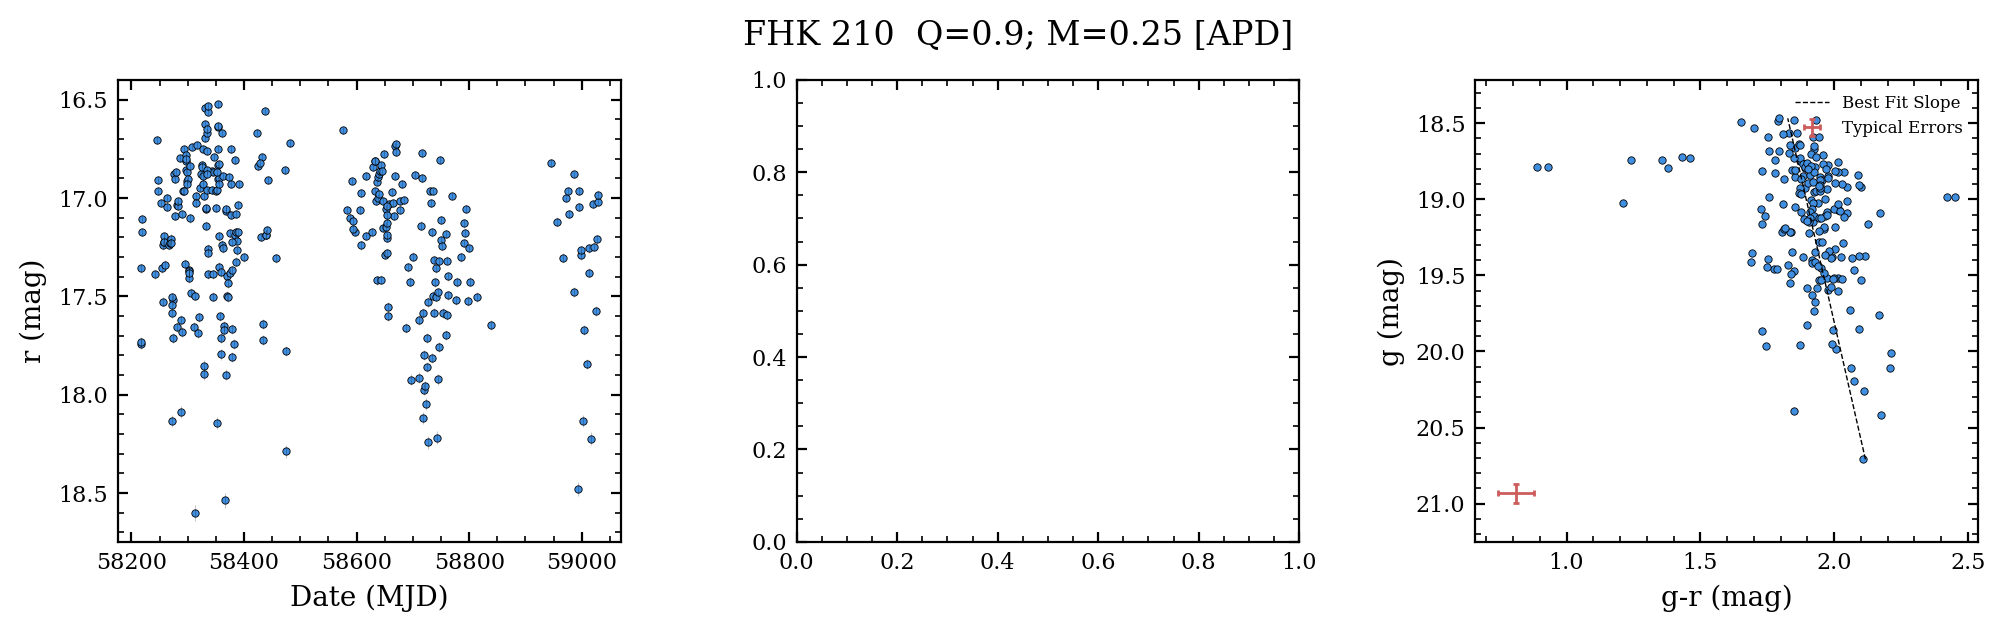 FHK 210 Q=0.9; M=0.25 [APD]
16.5
17.0
17.5
18.0
18.5
r (mag)
58200 58400 58600 58800 59000
Date (MJD)
1.0
0.8
0.6
0.4
0.2
0.0
0.0 0.2 0.4 0.6 0.8 1.0
Best Fit Slope
Typical Errors
18.5
19.0
19.5
20.0
20.5
21.0
g (mag)
1.0 1.5 2.0 2.5
g-r (mag)